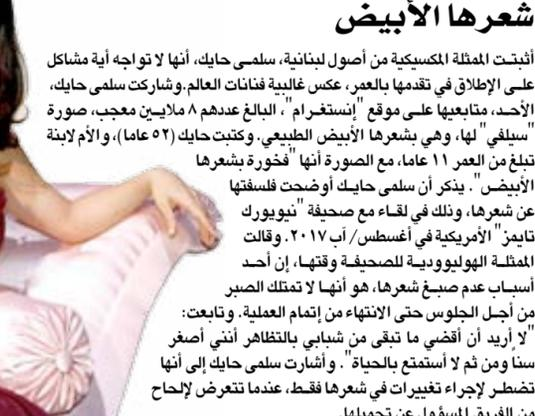 شعرها الأبيض
أثبتت الممثلة المكسيكية من أصول لبنانية، سلمى حايك، أنها لا تواجه أية مشاكل
على الإطلاق في تقدمها بالعمر، عكس غالبية فنانات العالم.وشاركت سلمى حايك،
الأحد، متابعيها على موقع "إنستغرام"، البالغ عددهم ٨ ملايين معجب، صورة
"سيلفي" لها، وهي بشعرها الأبيض الطبيعي. وكتبت حايك (٥٢ عاما)، والأم لابنة
تبلغ من العمر ١١ عاما، مع الصورة أنها "فخورة بشعرها
الأبيض". يذكر أن سلمى حايك أوضحت فلسفتها
عن شعرها، وذلك في لقاء مع صحيفة "نيويورك
تايمز" الأمريكية في أغسطس/ آب ٢٠١٧. وقالت
الممثلة الهوليوودية للصحيفة وقتها، إن أحد
أسباب عدم صبغ شعرها، هو أنها لا تمتلك الصبر
من أجل الجلوس حتى الانتهاء من إتمام العملية. وتابعت:
"لا أريد أن أقضي ما تبقى من شبابي بالتظاهر أنني أصغر
سنا ومن ثم لا أستمتع بالحياة". وأشارت سلمى حايك إلى أنها
تضطر لإجراء تغييرات في شعرها فقط، عندما تتعرض لإلحاح
من الفريق المسؤول عن تجميلها.